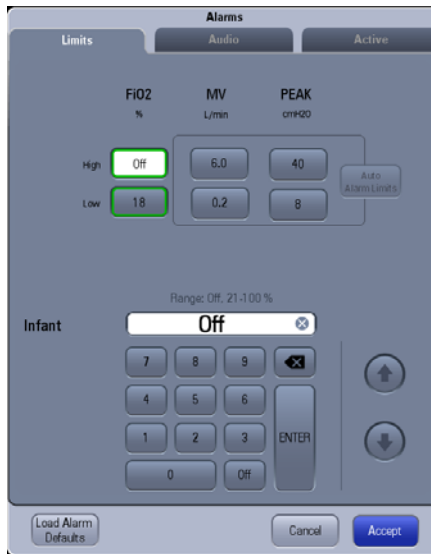 Alarms
Limits Audio Active
FiO2 MV PEAK
% L/min cmH2O
High Off 6.0 40
Auto
Alarm Limits
Low 18 0.2 8
Range: Off, 21-100 %
Infant Off
7 8 9
4 5 6
1 2 3 ENTER
0 Off
Load Alarm
Defaults
Cancel Accept